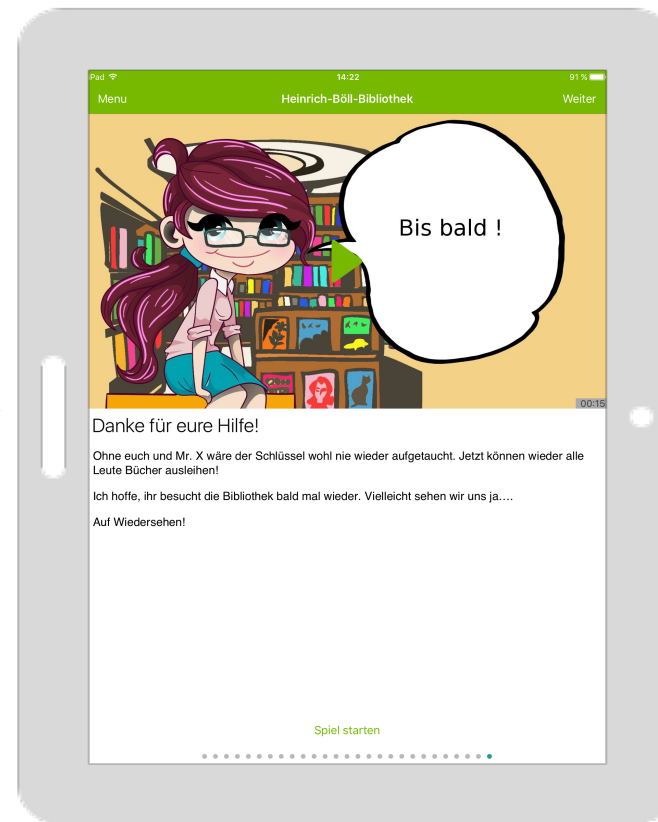 Pad 14:22 91 %
Menu Heinrich-Böll-Bibliothek Weiter
Bis bald !
00:15
Danke für eure Hilfe!
Ohne euch und Mr. X wäre der Schlüssel wohl nie wieder aufgetaucht. Jetzt können wieder alle
Leute Bücher ausleihen!
Ich hoffe, ihr besucht die Bibliothek bald mal wieder. Vielleicht sehen wir uns ja….
Auf Wiedersehen!
Spiel starten